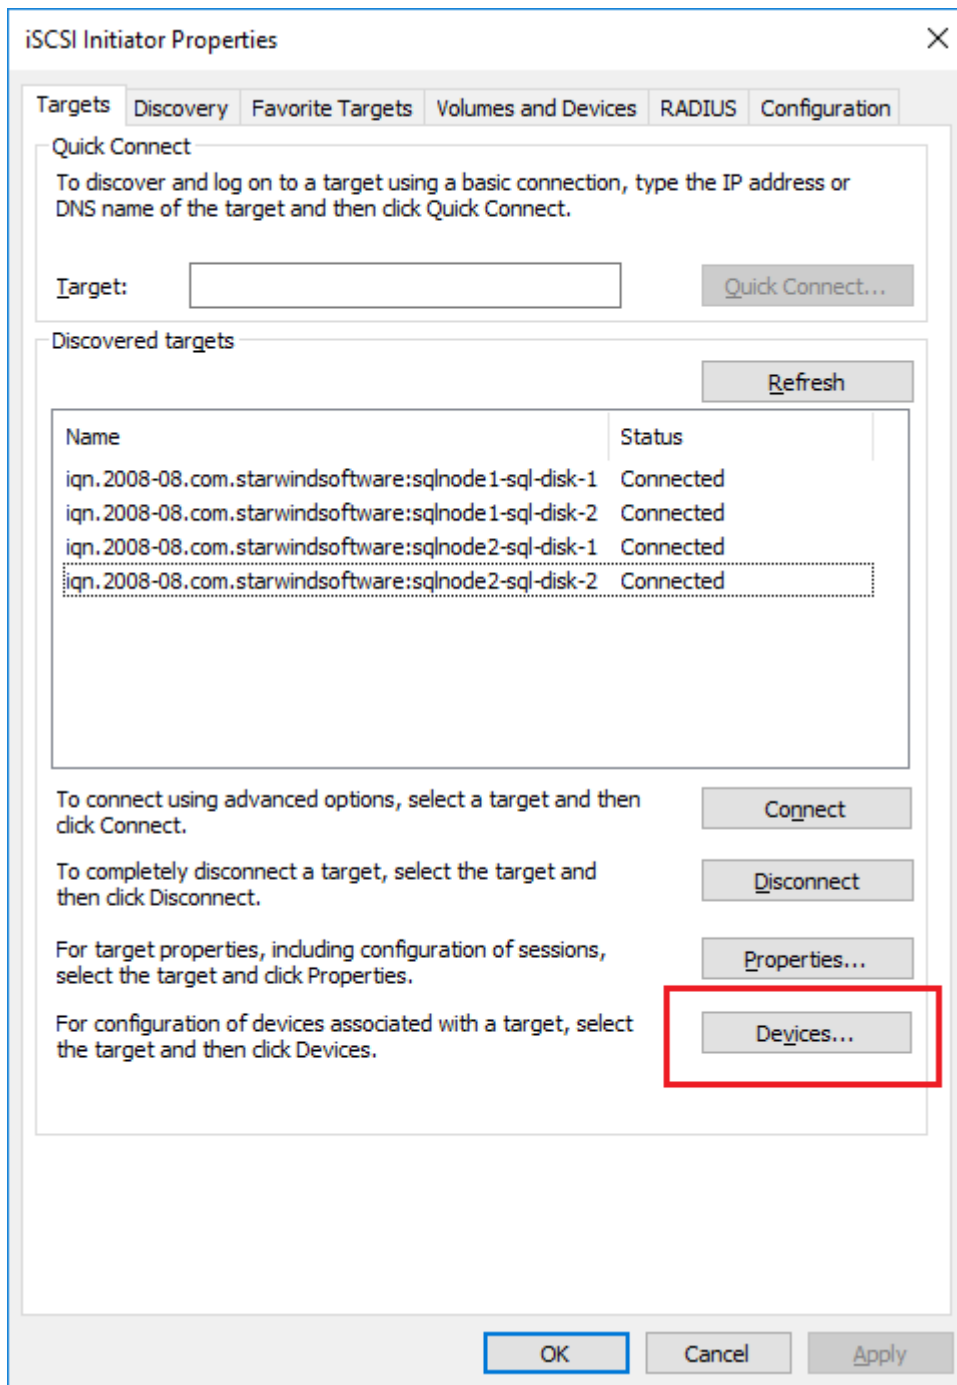 iSCSI Initiator Properties
Targets Discovery Favorite Targets Volumes and Devices RADIUS Configuration
Quick Connect
To discover and log on to a target using a basic connection, type the IP address or
DNS name of the target and then click Quick Connect.
Target:
Quick Connect...
Discovered targets
Refresh
Name Status
iqn.2008-08.com.starwindsoftware:sqlnode1-sql-disk-1 Connected
iqn.2008-08.com.starwindsoftware:sqlnode1-sql-disk-2 Connected
iqn.2008-08.com.starwindsoftware:sqlnode2-sql-disk-1 Connected
iqn.2008-08.com.starwindsoftware:sqlnode2-sql-disk-2 Connected
To connect using advanced options, select a target and then
click Connect.
Connect
To completely disconnect a target, select the target and
then click Disconnect.
Disconnect
For target properties, including configuration of sessions,
select the target and click Properties.
Properties...
For configuration of devices associated with a target, select
the target and then click Devices.
Devices...
OK Cancel Apply